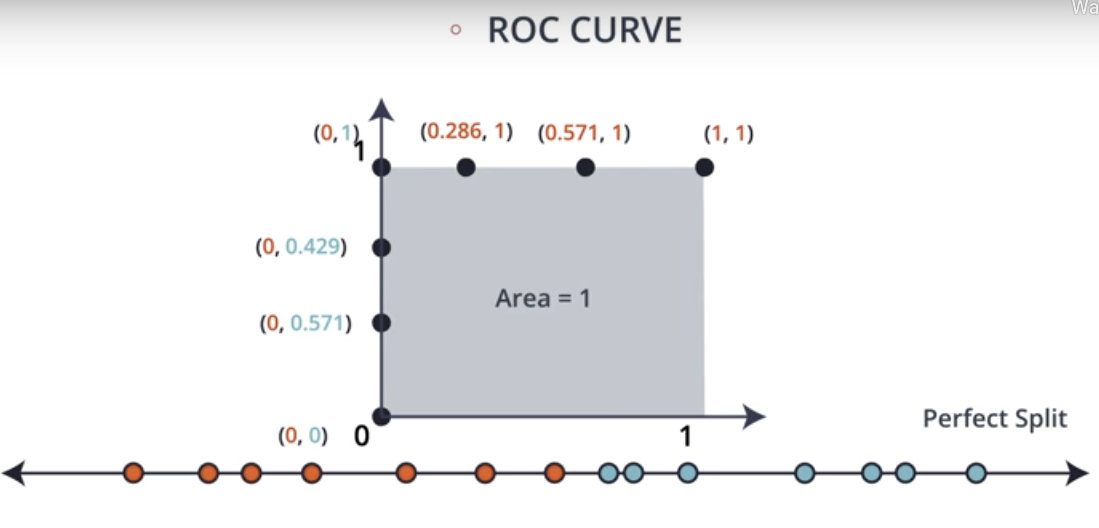 Wa
ROC CURVE
(0,1)
(0.286, 1)
(0.571, 1)
(1, 1)
1
(0, 0.429)
Area = 1
(0, 0.571)
Perfect Split
(0, 0)
0
1